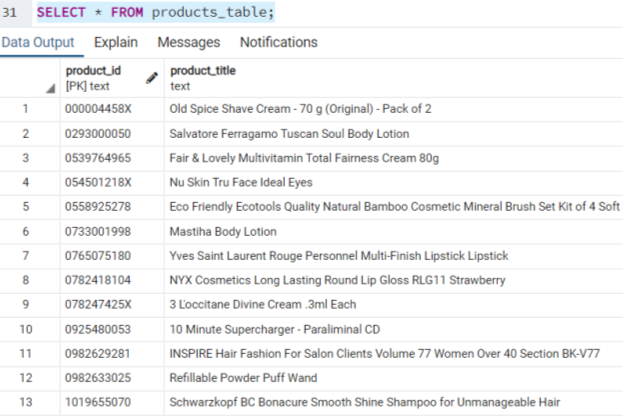 31 SELECT * FROM products_table;
Data Output Explain Messages Notifications
product_id product_title
[PK] text text
1 000004458X Old Spice Shave Cream - 70 g (Original) - Pack of 2
2 0293000050 Salvatore Ferragamo Tuscan Soul Body Lotion
3 0539764965 Fair & Lovely Multivitamin Total Fairness Cream 80g
4 054501218X Nu Skin Tru Face Ideal Eyes
5 0558925278 Eco Friendly Ecotools Quality Natural Bamboo Cosmetic Mineral Brush Set Kit of 4 Soft
6 0733001998 Mastiha Body Lotion
7 0765075180 Yves Saint Laurent Rouge Personnel Multi-Finish Lipstick Lipstick
8 0782418104 NYX Cosmetics Long Lasting Round Lip Gloss RLG11 Strawberry
9 078247425X 3 L'occitane Divine Cream .3ml Each
10 0925480053 10 Minute Supercharger - Paraliminal CD
11 0982629281 INSPIRE Hair Fashion For Salon Clients Volume 77 Women Over 40 Section BK-V77
12 0982633025 Refillable Powder Puff Wand
13 1019655070 Schwarzkopf BC Bonacure Smooth Shine Shampoo for Unmanageable Hair